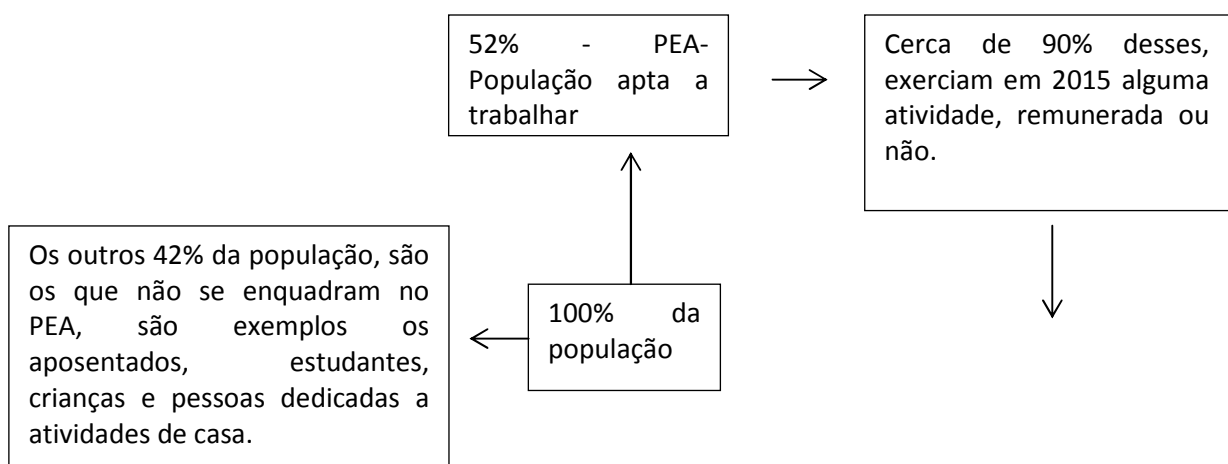 52% - PEA-
População apta a
trabalhar
Cerca de 90% desses,
exerciam em 2015 alguma
atividade, remunerada ou
não.
Os outros 42% da população, são
os que não se enquadram no
PEA, são exemplos os
aposentados, estudantes,
crianças e pessoas dedicadas a
atividades de casa.
100% da
população